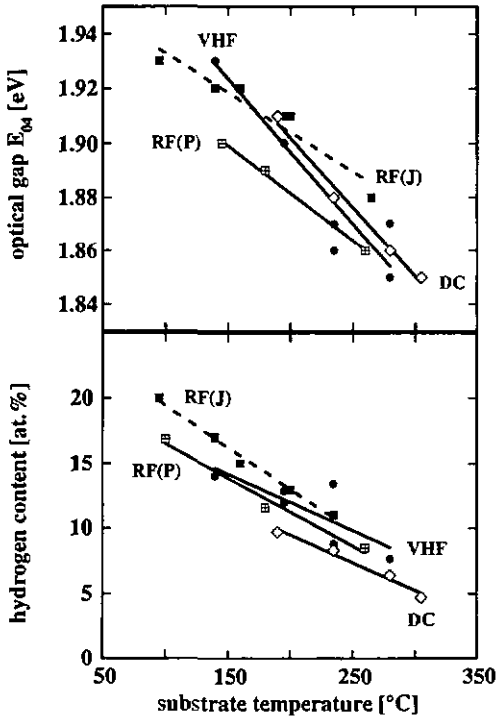 optical gap E04 [eV]
1.94
1.92
1.90
1.88
1.86
1.84
VHF
RF(P)
RF(J)
DC
hydrogen content [at.%]
20
15
10
5
0
RF(J)
RF(P)
VHF
DC
50
150
250
350
substrate temperature [°C]